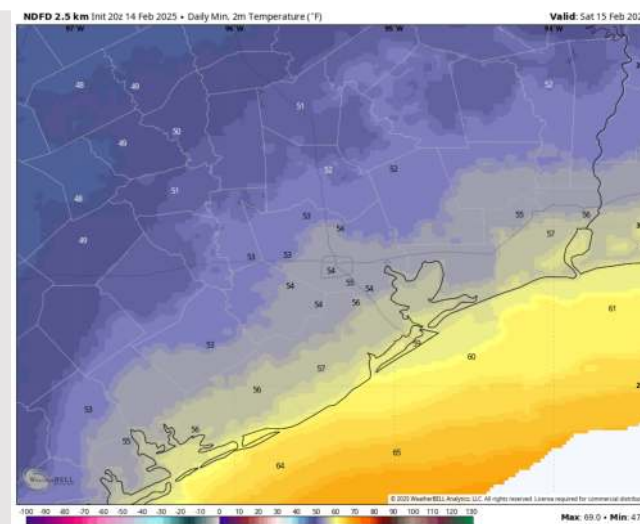 NDFD 2.5 km Init 20z 14 Feb 2025 • Daily Min, 2m Temperature (°F)
Valid: Sat 15 Feb 202
97 W 96 W 95 W 94 W
48 49 52
51
50
49
52 52
51
48
53 55 56
54 57
49
53 53
54
55
54 54
54 56 61
53
59
60
57
56
53
56
55
65
64
WeatherBELL
© 2025 WeatherBELL Analytics, LLC. All rights reserved. License required for commercial distribu
-100 -90 -80 -70 -60 -50 -40 -30 -20 -10 0 10 20 30 40 50 60 70 80 90 100 110 120 130
Max: 69.0 • Min: 47